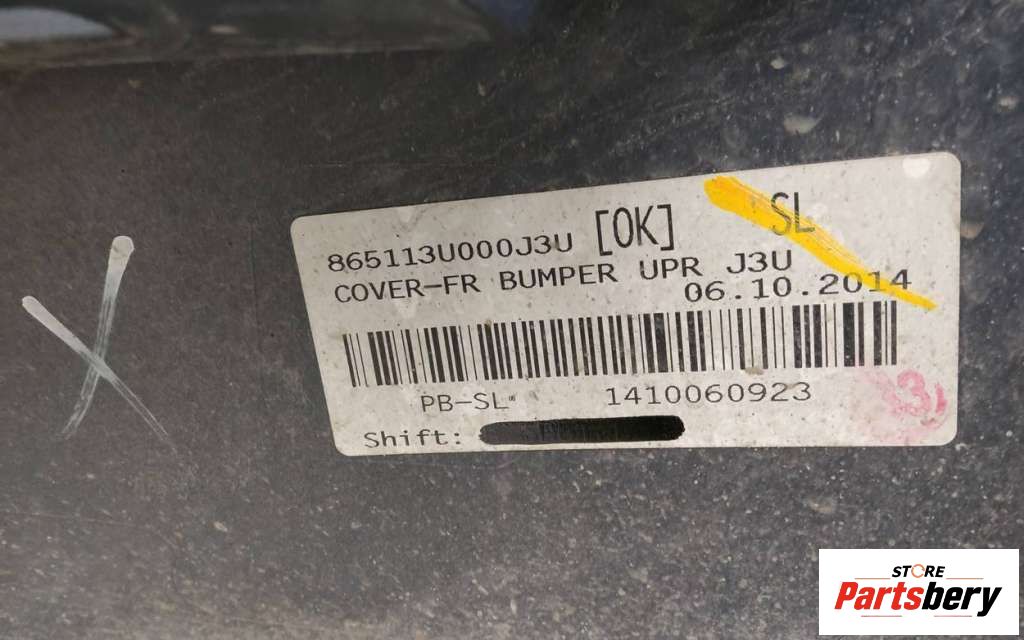 865113U000J3U [OK] SL
COVER-FR BUMPER UPR J3U
06.10.2014
PB-SL
1410060923
Shift:
STORE
Partsbery